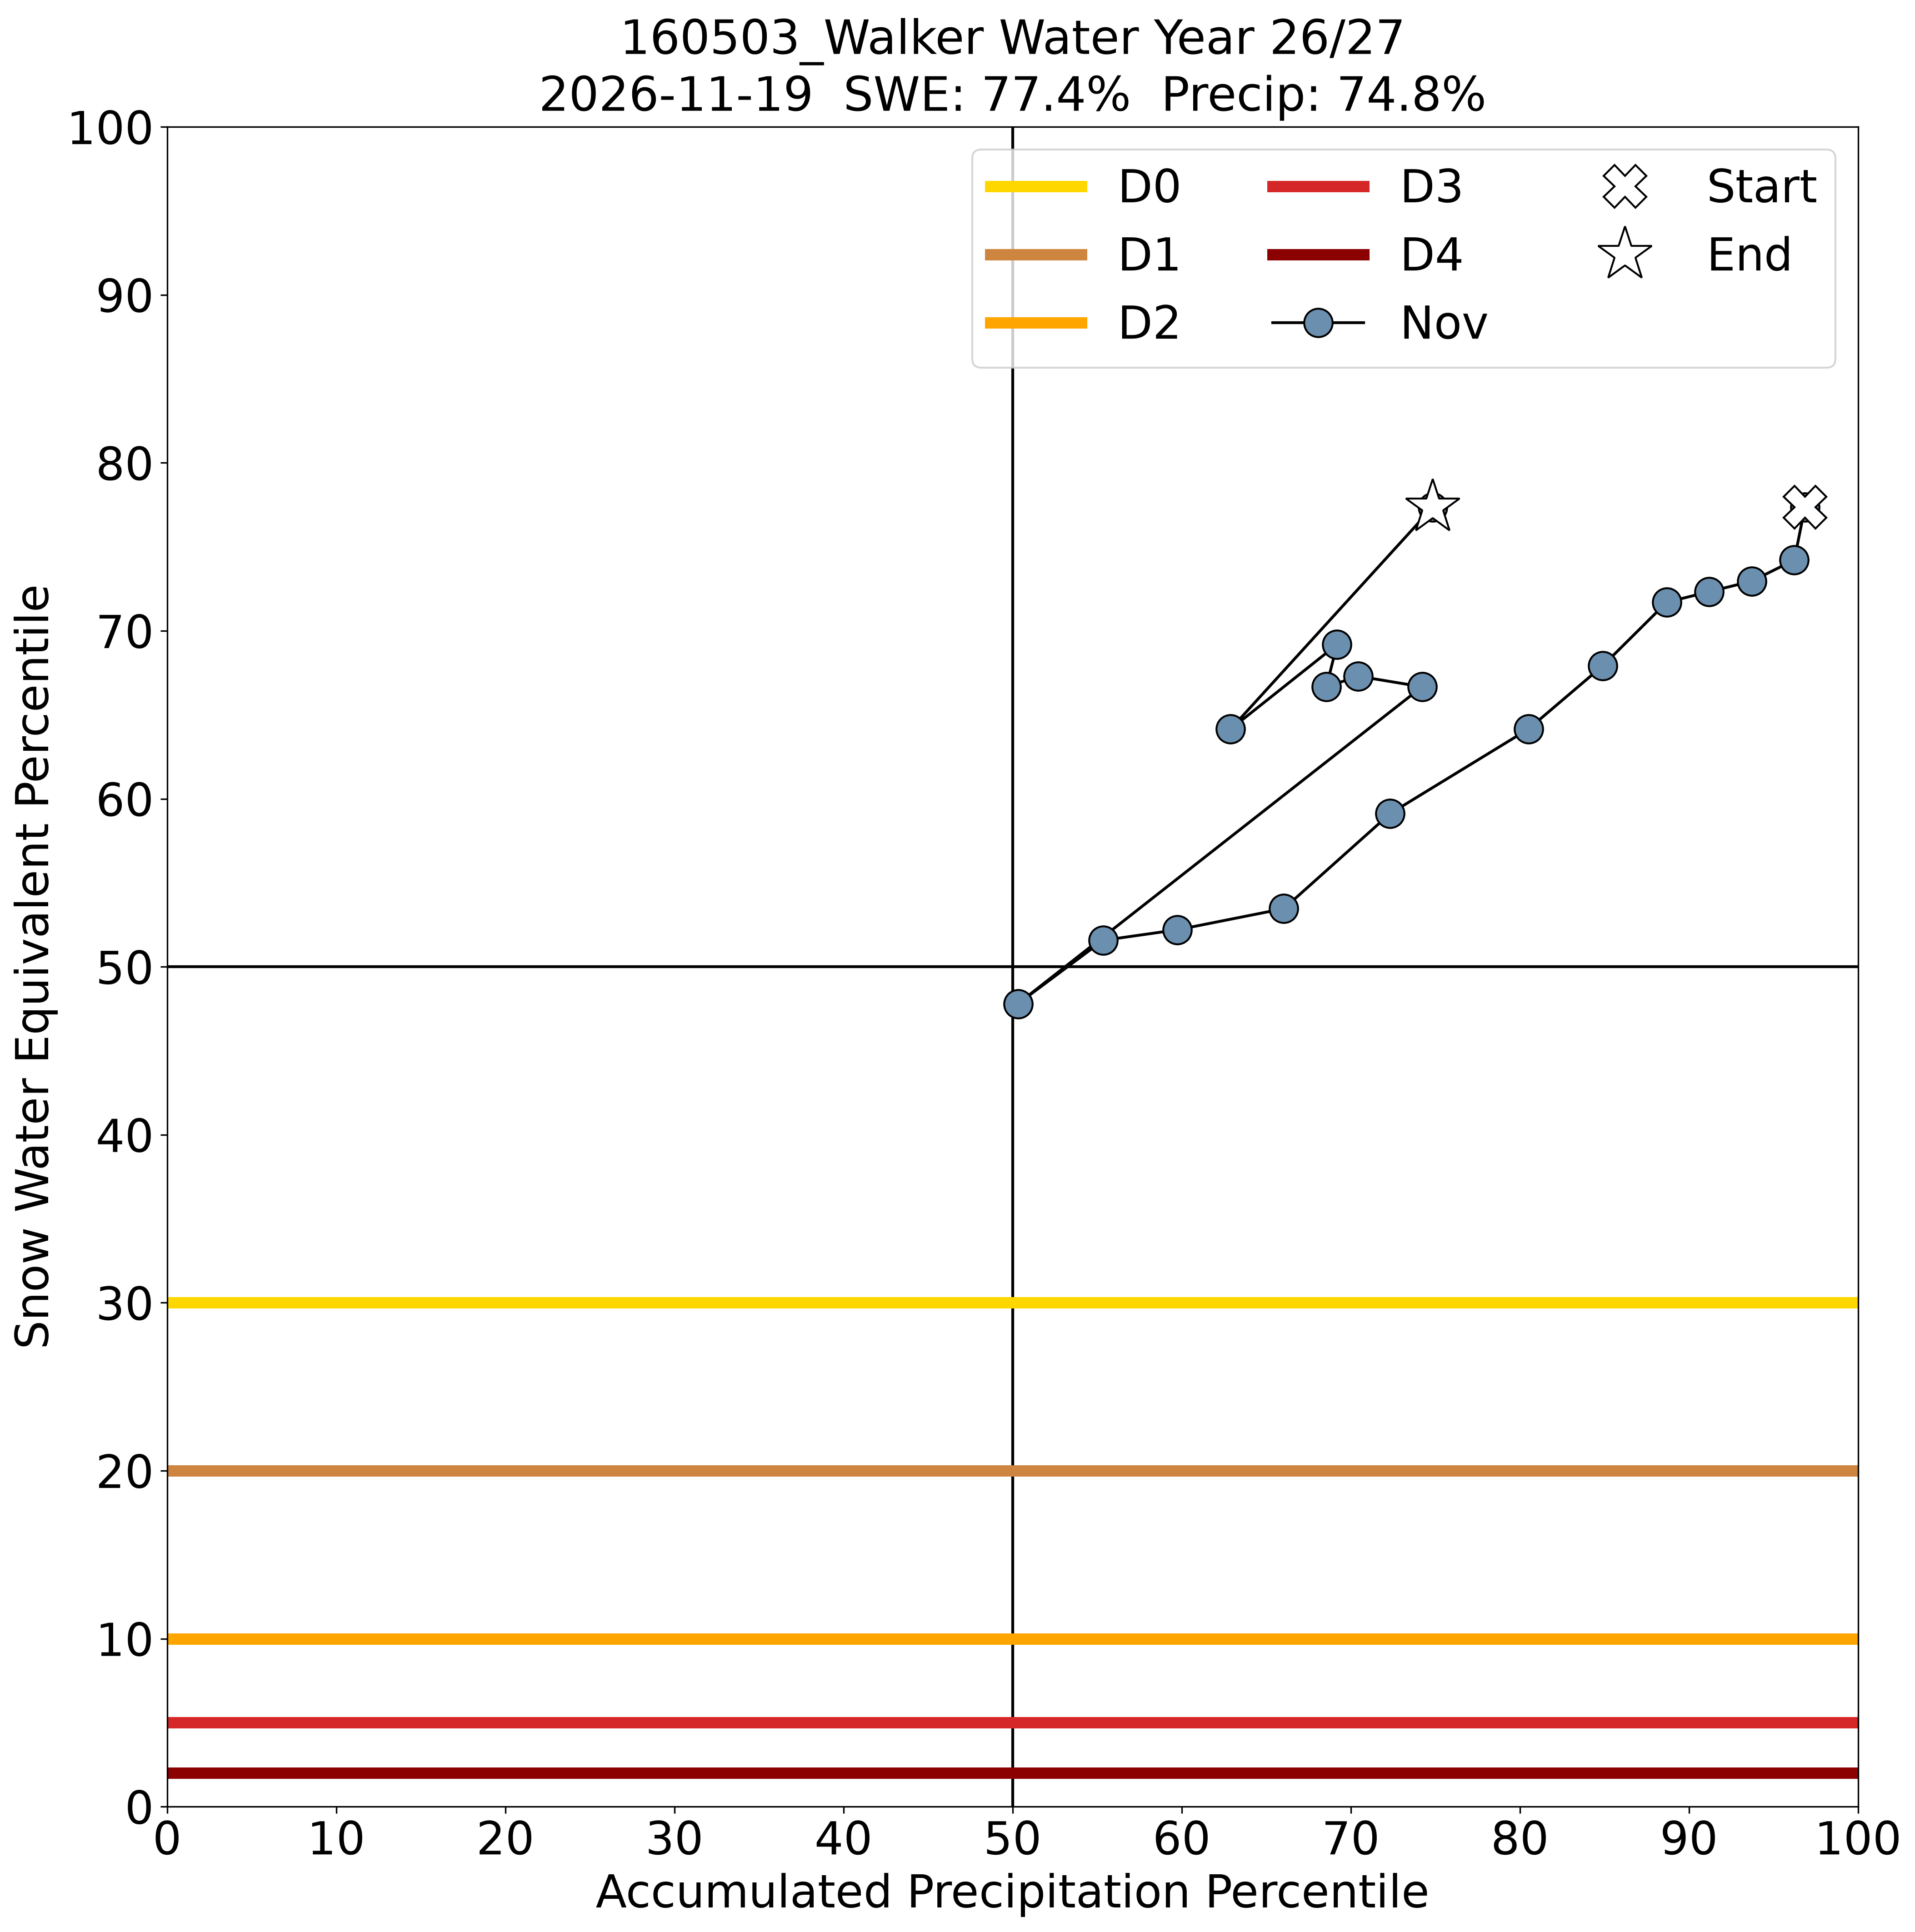 160503_Walker Water Year 26/27
2026-11-19  SWE: 77.4%  Precip: 74.8%
100
90
80
70
60
50
40
30
20
10
0
Snow Water Equivalent Percentile
D0
D1
D2
D3
D4
Nov
Start
End
0 10 20 30 40 50 60 70 80 90 100
Accumulated Precipitation Percentile